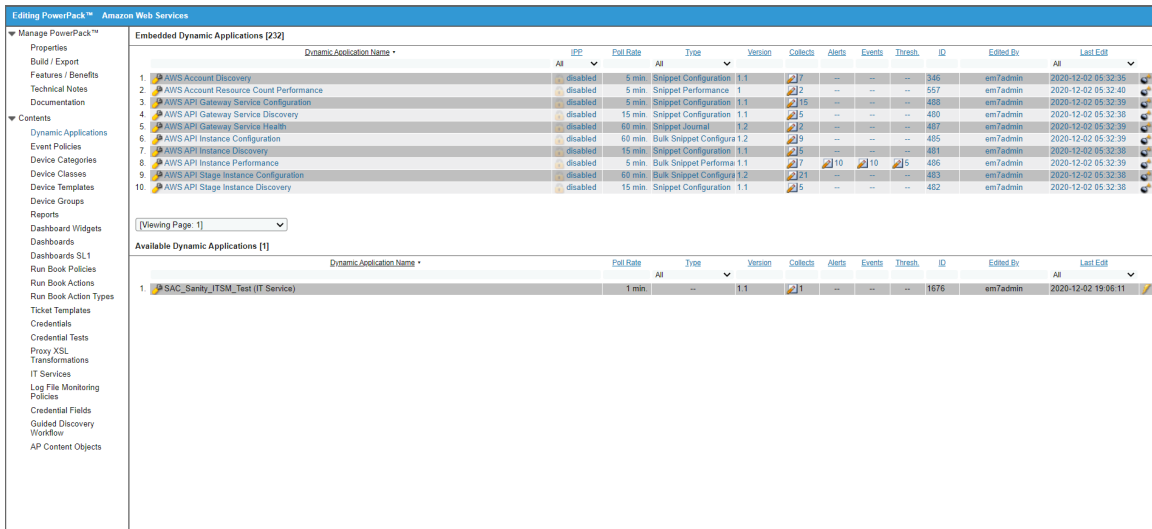 Editing PowerPack™ Amazon Web Services
Manage PowerPack™
Properties
Build / Export
Features / Benefits
Technical Notes
Documentation
Contents
Dynamic Applications
Event Policies
Device Categories
Device Classes
Device Templates
Device Groups
Reports
Dashboard Widgets
Dashboards
Dashboards SL1
Run Book Policies
Run Book Actions
Run Book Action Types
Ticket Templates
Credentials
Credential Tests
Proxy XSL
Transformations
IT Services
Log File Monitoring
Policies
Credential Fields
Guided Discovery
Workflow
AP Content Objects
Embedded Dynamic Applications [232]
Dynamic Application Name • IPP Poll Rate Type Version Collects Alerts Events Thresh. ID Edited By Last Edit
All All All
1. AWS Account Discovery disabled 5 min. Snippet Configuration 1.1 7 -- -- -- 346 em7admin 2020-12-02 05:32:35
2. AWS Account Resource Count Performance disabled 5 min. Snippet Performance 1 2 -- -- -- 557 em7admin 2020-12-02 05:32:40
3. AWS API Gateway Service Configuration disabled 5 min. Snippet Configuration 1.1 15 -- -- -- 488 em7admin 2020-12-02 05:32:39
4. AWS API Gateway Service Discovery disabled 15 min. Snippet Configuration 1.1 5 -- -- -- 480 em7admin 2020-12-02 05:32:38
5. AWS API Gateway Service Health disabled 60 min. Snippet Journal 1.2 2 -- -- -- 487 em7admin 2020-12-02 05:32:39
6. AWS API Instance Configuration disabled 60 min. Bulk Snippet Configura 1.2 9 -- -- -- 485 em7admin 2020-12-02 05:32:39
7. AWS API Instance Discovery disabled 15 min. Snippet Configuration 1.1 5 -- -- -- 481 em7admin 2020-12-02 05:32:38
8. AWS API Instance Performance disabled 5 min. Bulk Snippet Performa 1.1 7 10 10 5 486 em7admin 2020-12-02 05:32:39
9. AWS API Stage Instance Configuration disabled 60 min. Bulk Snippet Configura 1.2 21 -- -- -- 483 em7admin 2020-12-02 05:32:38
10. AWS API Stage Instance Discovery disabled 15 min. Snippet Configuration 1.1 5 -- -- -- 482 em7admin 2020-12-02 05:32:38
[Viewing Page: 1]
Available Dynamic Applications [1]
Dynamic Application Name • Poll Rate Type Version Collects Alerts Events Thresh. ID Edited By Last Edit
All All
1. SAC_Sanity_ITSM_Test (IT Service) 1 min. -- 1.1 1 -- -- -- 1676 em7admin 2020-12-02 19:06:11